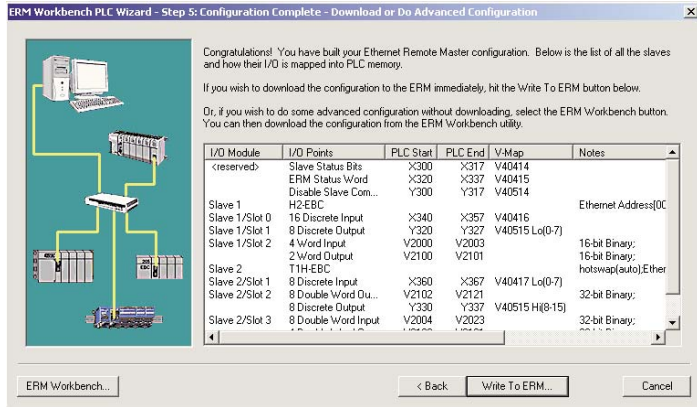 ERM Workbench PLC Wizard - Step 5: Configuration Complete - Download or Do Advanced Configuration
Congratulations! You have built your Ethernet Remote Master configuration. Below is the list of all the slaves
and how their I/O is mapped into PLC memory.
If you wish to download the configuration to the ERM immediately, hit the Write To ERM button below.
Or, if you wish to do some advanced configuration without downloading, select the ERM Workbench button.
You can then download the configuration from the ERM Workbench utility.
I/O Module I/O Points PLC Start PLC End V-Map Notes
<reserved> Slave Status Bits X300 X317 V40414
ERM Status Word X320 X337 V40415
Disable Slave Com... Y300 Y317 V40514
Slave 1 H2-EBC Ethernet Address[00
Slave 1/Slot 0 16 Discrete Input X340 X357 V40416
Slave 1/Slot 1 8 Discrete Output Y320 Y327 V40515 Lo(0-7)
Slave 1/Slot 2 4 Word Input V2000 V2003 16-bit Binary;
2 Word Output V2100 V2101 16-bit Binary;
Slave 2 T1H-EBC hotswap(auto);Ether
Slave 2/Slot 1 8 Discrete Input X360 X367 V40417 Lo(0-7)
Slave 2/Slot 2 8 Double Word Ou... V2102 V2121 32-bit Binary;
8 Discrete Output Y330 Y337 V40515 Hi(8-15)
Slave 2/Slot 3 8 Double Word Input V2004 V2023 32-bit Binary;
ERM Workbench...
< Back
Write To ERM...
Cancel